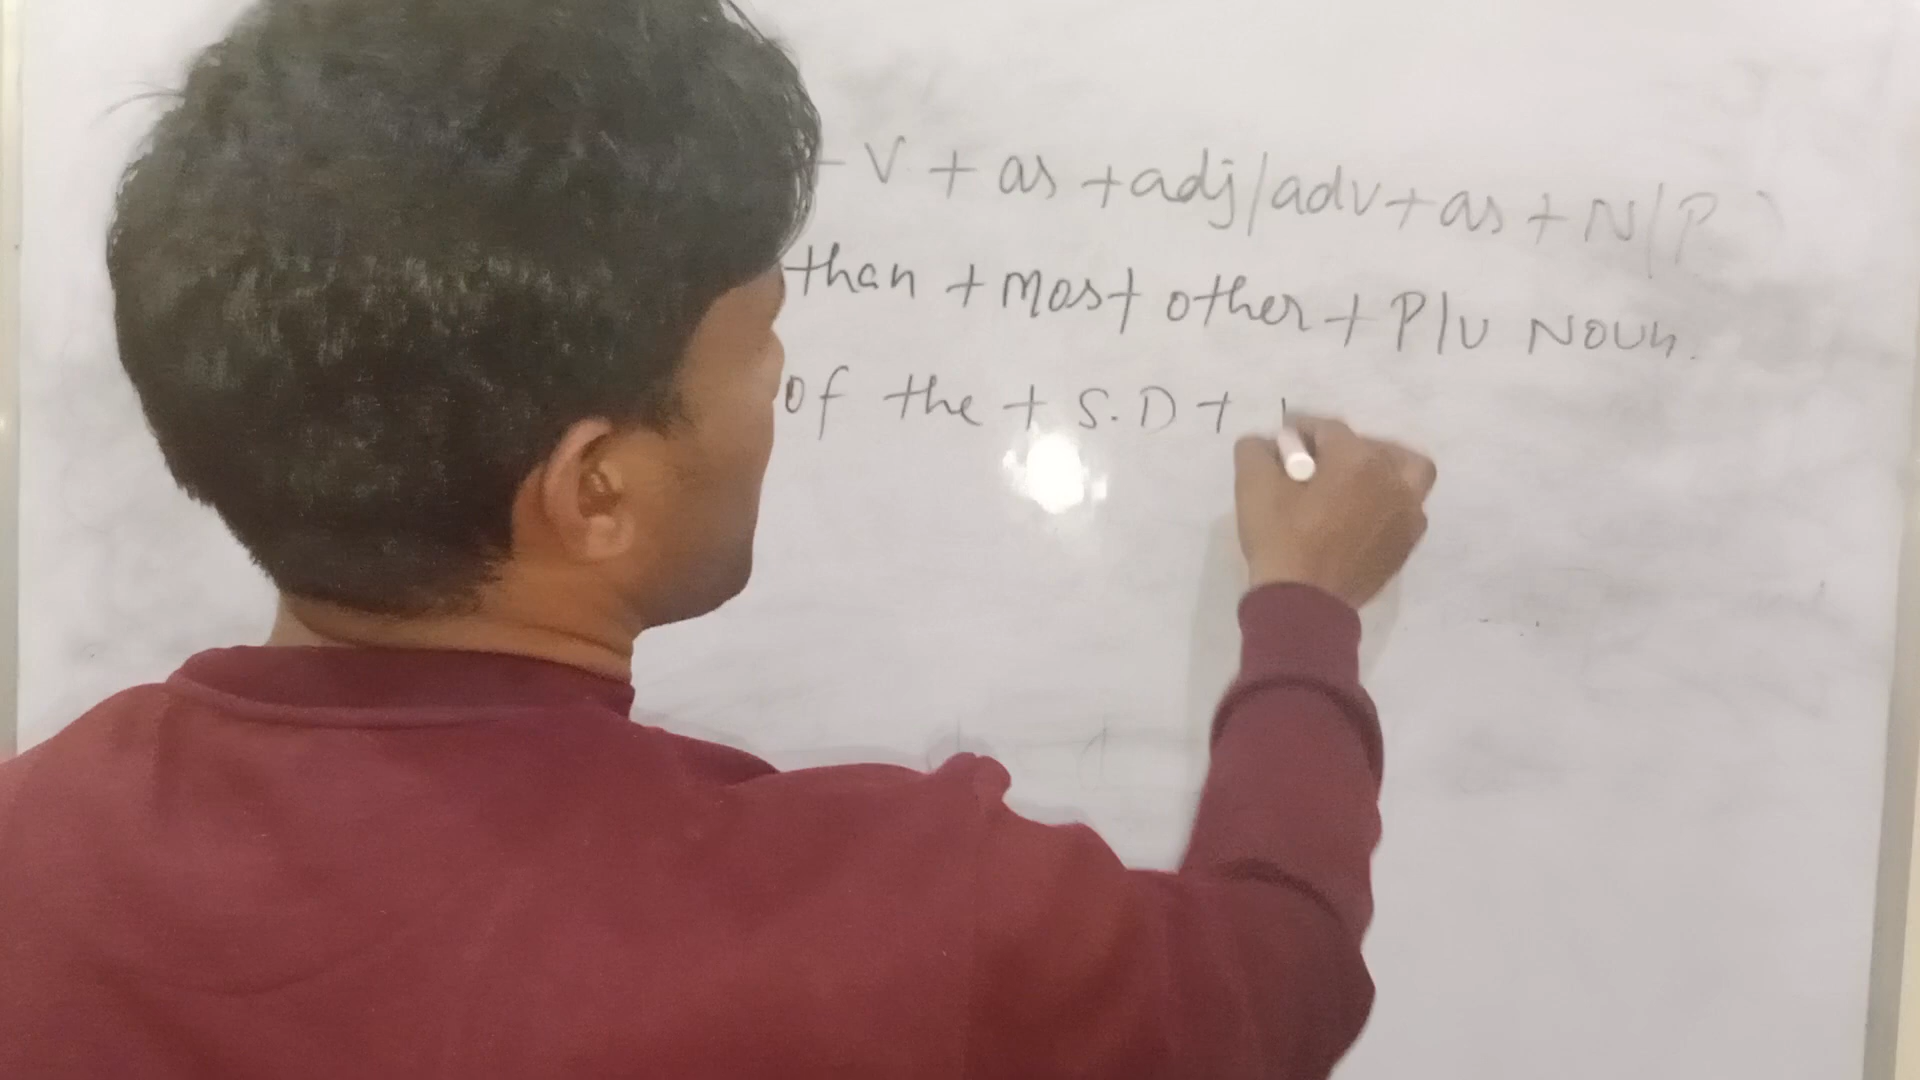 + V + as + adj/adv + as + N/P
than + most other + Plu Noun.
of the + S.D +